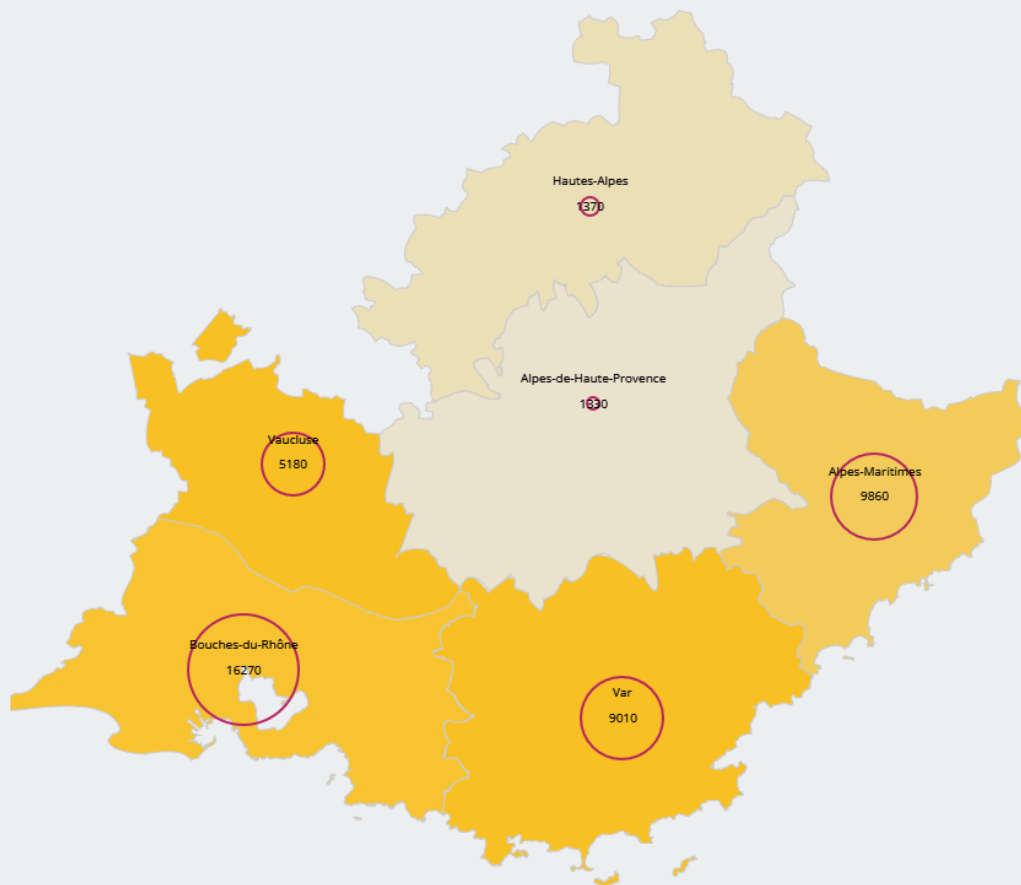 Hautes-Alpes
1370
Alpes-de-Haute-Provence
1330
Vaucluse
5180
Alpes-Maritimes
9860
Bouches-du-Rhône
16270
Var
9010